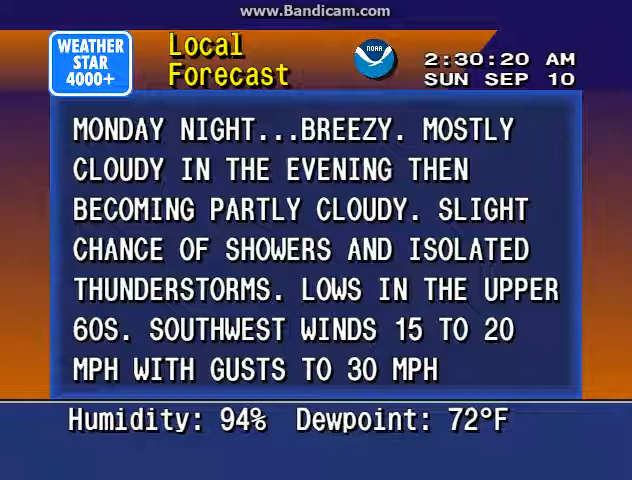 www.Bandicam.com
WEATHER
STAR
4000+
Local
Forecast
NOAA
2:30:20 AM
SUN SEP 10
MONDAY NIGHT...BREEZY. MOSTLY
CLOUDY IN THE EVENING THEN
BECOMING PARTLY CLOUDY. SLIGHT
CHANCE OF SHOWERS AND ISOLATED
THUNDERSTORMS. LOWS IN THE UPPER
60S. SOUTHWEST WINDS 15 TO 20
MPH WITH GUSTS TO 30 MPH
Humidity: 94% Dewpoint: 72°F